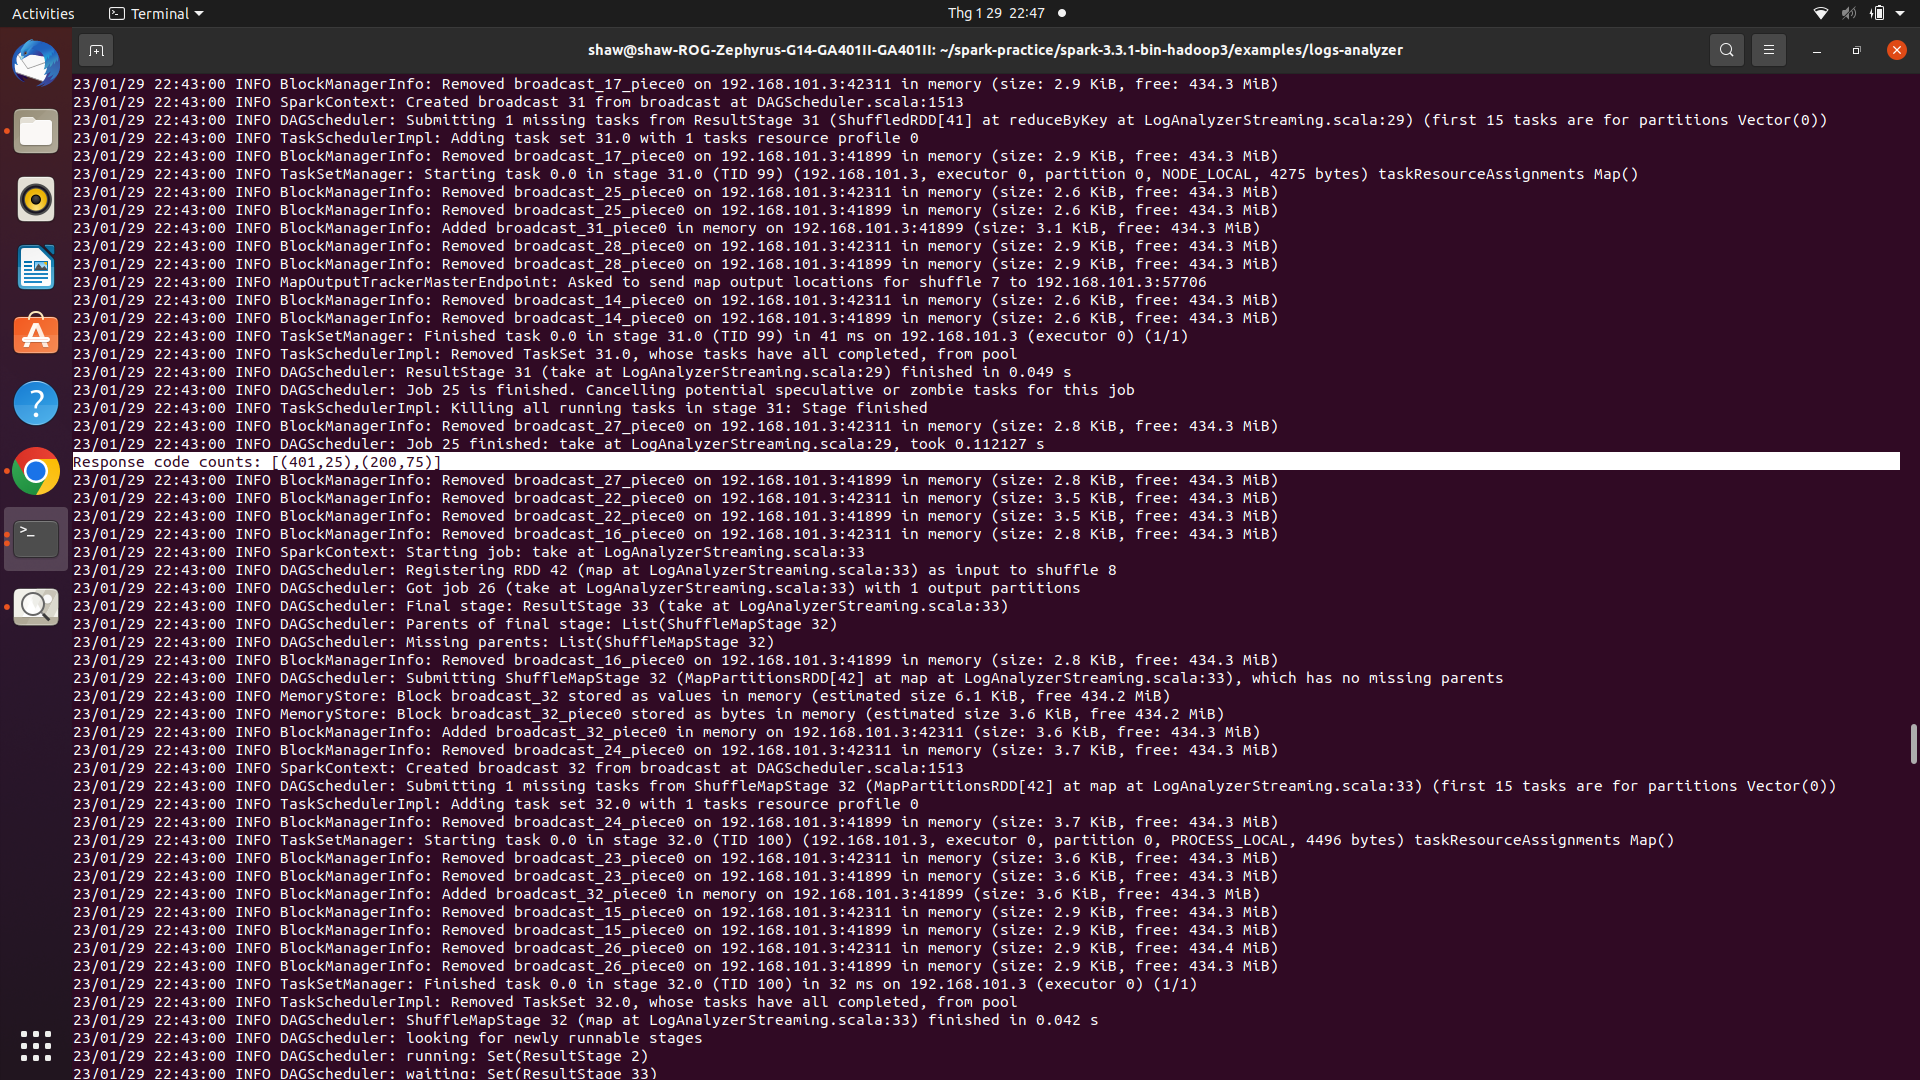 Activities
Terminal
Thg 1 29 22:47
shaw@shaw-ROG-Zephyrus-G14-GA401II-GA401II: ~/spark-practice/spark-3.3.1-bin-hadoop3/examples/logs-analyzer
23/01/29 22:43:00 INFO BlockManagerInfo: Removed broadcast_17_piece0 on 192.168.101.3:42311 in memory (size: 2.9 KiB, free: 434.3 MiB)
23/01/29 22:43:00 INFO SparkContext: Created broadcast 31 from broadcast at DAGScheduler.scala:1513
23/01/29 22:43:00 INFO DAGScheduler: Submitting 1 missing tasks from ResultStage 31 (ShuffledRDD[41] at reduceByKey at LogAnalyzerStreaming.scala:29) (first 15 tasks are for partitions Vector(0))
23/01/29 22:43:00 INFO TaskSchedulerImpl: Adding task set 31.0 with 1 tasks resource profile 0
23/01/29 22:43:00 INFO BlockManagerInfo: Removed broadcast_17_piece0 on 192.168.101.3:41899 in memory (size: 2.9 KiB, free: 434.3 MiB)
23/01/29 22:43:00 INFO TaskSetManager: Starting task 0.0 in stage 31.0 (TID 99) (192.168.101.3, executor 0, partition 0, NODE_LOCAL, 4275 bytes) taskResourceAssignments Map()
23/01/29 22:43:00 INFO BlockManagerInfo: Removed broadcast_25_piece0 on 192.168.101.3:42311 in memory (size: 2.6 KiB, free: 434.3 MiB)
23/01/29 22:43:00 INFO BlockManagerInfo: Removed broadcast_25_piece0 on 192.168.101.3:41899 in memory (size: 2.6 KiB, free: 434.3 MiB)
23/01/29 22:43:00 INFO BlockManagerInfo: Added broadcast_31_piece0 in memory on 192.168.101.3:41899 (size: 3.1 KiB, free: 434.3 MiB)
23/01/29 22:43:00 INFO BlockManagerInfo: Removed broadcast_28_piece0 on 192.168.101.3:42311 in memory (size: 2.9 KiB, free: 434.3 MiB)
23/01/29 22:43:00 INFO BlockManagerInfo: Removed broadcast_28_piece0 on 192.168.101.3:41899 in memory (size: 2.9 KiB, free: 434.3 MiB)
23/01/29 22:43:00 INFO MapOutputTrackerMasterEndpoint: Asked to send map output locations for shuffle 7 to 192.168.101.3:57706
23/01/29 22:43:00 INFO BlockManagerInfo: Removed broadcast_14_piece0 on 192.168.101.3:42311 in memory (size: 2.6 KiB, free: 434.3 MiB)
23/01/29 22:43:00 INFO BlockManagerInfo: Removed broadcast_14_piece0 on 192.168.101.3:41899 in memory (size: 2.6 KiB, free: 434.3 MiB)
23/01/29 22:43:00 INFO TaskSetManager: Finished task 0.0 in stage 31.0 (TID 99) in 41 ms on 192.168.101.3 (executor 0) (1/1)
23/01/29 22:43:00 INFO TaskSchedulerImpl: Removed TaskSet 31.0, whose tasks have all completed, from pool
23/01/29 22:43:00 INFO DAGScheduler: ResultStage 31 (take at LogAnalyzerStreaming.scala:29) finished in 0.049 s
23/01/29 22:43:00 INFO DAGScheduler: Job 25 is finished. Cancelling potential speculative or zombie tasks for this job
23/01/29 22:43:00 INFO TaskSchedulerImpl: Killing all running tasks in stage 31: Stage finished
23/01/29 22:43:00 INFO BlockManagerInfo: Removed broadcast_27_piece0 on 192.168.101.3:42311 in memory (size: 2.8 KiB, free: 434.3 MiB)
23/01/29 22:43:00 INFO DAGScheduler: Job 25 finished: take at LogAnalyzerStreaming.scala:29, took 0.112127 s
Response code counts: [(401,25),(200,75)]
23/01/29 22:43:00 INFO BlockManagerInfo: Removed broadcast_27_piece0 on 192.168.101.3:41899 in memory (size: 2.8 KiB, free: 434.3 MiB)
23/01/29 22:43:00 INFO BlockManagerInfo: Removed broadcast_22_piece0 on 192.168.101.3:42311 in memory (size: 3.5 KiB, free: 434.3 MiB)
23/01/29 22:43:00 INFO BlockManagerInfo: Removed broadcast_22_piece0 on 192.168.101.3:41899 in memory (size: 3.5 KiB, free: 434.3 MiB)
23/01/29 22:43:00 INFO BlockManagerInfo: Removed broadcast_16_piece0 on 192.168.101.3:42311 in memory (size: 2.8 KiB, free: 434.3 MiB)
23/01/29 22:43:00 INFO SparkContext: Starting job: take at LogAnalyzerStreaming.scala:33
23/01/29 22:43:00 INFO DAGScheduler: Registering RDD 42 (map at LogAnalyzerStreaming.scala:33) as input to shuffle 8
23/01/29 22:43:00 INFO DAGScheduler: Got job 26 (take at LogAnalyzerStreaming.scala:33) with 1 output partitions
23/01/29 22:43:00 INFO DAGScheduler: Final stage: ResultStage 33 (take at LogAnalyzerStreaming.scala:33)
23/01/29 22:43:00 INFO DAGScheduler: Parents of final stage: List(ShuffleMapStage 32)
23/01/29 22:43:00 INFO DAGScheduler: Missing parents: List(ShuffleMapStage 32)
23/01/29 22:43:00 INFO BlockManagerInfo: Removed broadcast_16_piece0 on 192.168.101.3:41899 in memory (size: 2.8 KiB, free: 434.3 MiB)
23/01/29 22:43:00 INFO DAGScheduler: Submitting ShuffleMapStage 32 (MapPartitionsRDD[42] at map at LogAnalyzerStreaming.scala:33), which has no missing parents
23/01/29 22:43:00 INFO MemoryStore: Block broadcast_32 stored as values in memory (estimated size 6.1 KiB, free 434.2 MiB)
23/01/29 22:43:00 INFO MemoryStore: Block broadcast_32_piece0 stored as bytes in memory (estimated size 3.6 KiB, free 434.2 MiB)
23/01/29 22:43:00 INFO BlockManagerInfo: Added broadcast_32_piece0 in memory on 192.168.101.3:42311 (size: 3.6 KiB, free: 434.3 MiB)
23/01/29 22:43:00 INFO BlockManagerInfo: Removed broadcast_24_piece0 on 192.168.101.3:42311 in memory (size: 3.7 KiB, free: 434.3 MiB)
23/01/29 22:43:00 INFO SparkContext: Created broadcast 32 from broadcast at DAGScheduler.scala:1513
23/01/29 22:43:00 INFO DAGScheduler: Submitting 1 missing tasks from ShuffleMapStage 32 (MapPartitionsRDD[42] at map at LogAnalyzerStreaming.scala:33) (first 15 tasks are for partitions Vector(0))
23/01/29 22:43:00 INFO TaskSchedulerImpl: Adding task set 32.0 with 1 tasks resource profile 0
23/01/29 22:43:00 INFO BlockManagerInfo: Removed broadcast_24_piece0 on 192.168.101.3:41899 in memory (size: 3.7 KiB, free: 434.3 MiB)
23/01/29 22:43:00 INFO TaskSetManager: Starting task 0.0 in stage 32.0 (TID 100) (192.168.101.3, executor 0, partition 0, PROCESS_LOCAL, 4496 bytes) taskResourceAssignments Map()
23/01/29 22:43:00 INFO BlockManagerInfo: Removed broadcast_23_piece0 on 192.168.101.3:42311 in memory (size: 3.6 KiB, free: 434.3 MiB)
23/01/29 22:43:00 INFO BlockManagerInfo: Removed broadcast_23_piece0 on 192.168.101.3:41899 in memory (size: 3.6 KiB, free: 434.3 MiB)
23/01/29 22:43:00 INFO BlockManagerInfo: Added broadcast_32_piece0 in memory on 192.168.101.3:41899 (size: 3.6 KiB, free: 434.3 MiB)
23/01/29 22:43:00 INFO BlockManagerInfo: Removed broadcast_15_piece0 on 192.168.101.3:42311 in memory (size: 2.9 KiB, free: 434.3 MiB)
23/01/29 22:43:00 INFO BlockManagerInfo: Removed broadcast_15_piece0 on 192.168.101.3:41899 in memory (size: 2.9 KiB, free: 434.3 MiB)
23/01/29 22:43:00 INFO BlockManagerInfo: Removed broadcast_26_piece0 on 192.168.101.3:42311 in memory (size: 2.9 KiB, free: 434.4 MiB)
23/01/29 22:43:00 INFO BlockManagerInfo: Removed broadcast_26_piece0 on 192.168.101.3:41899 in memory (size: 2.9 KiB, free: 434.3 MiB)
23/01/29 22:43:00 INFO TaskSetManager: Finished task 0.0 in stage 32.0 (TID 100) in 32 ms on 192.168.101.3 (executor 0) (1/1)
23/01/29 22:43:00 INFO TaskSchedulerImpl: Removed TaskSet 32.0, whose tasks have all completed, from pool
23/01/29 22:43:00 INFO DAGScheduler: ShuffleMapStage 32 (map at LogAnalyzerStreaming.scala:33) finished in 0.042 s
23/01/29 22:43:00 INFO DAGScheduler: looking for newly runnable stages
23/01/29 22:43:00 INFO DAGScheduler: running: Set(ResultStage 2)
23/01/29 22:43:00 INFO DAGScheduler: waiting: Set(ResultStage 33)